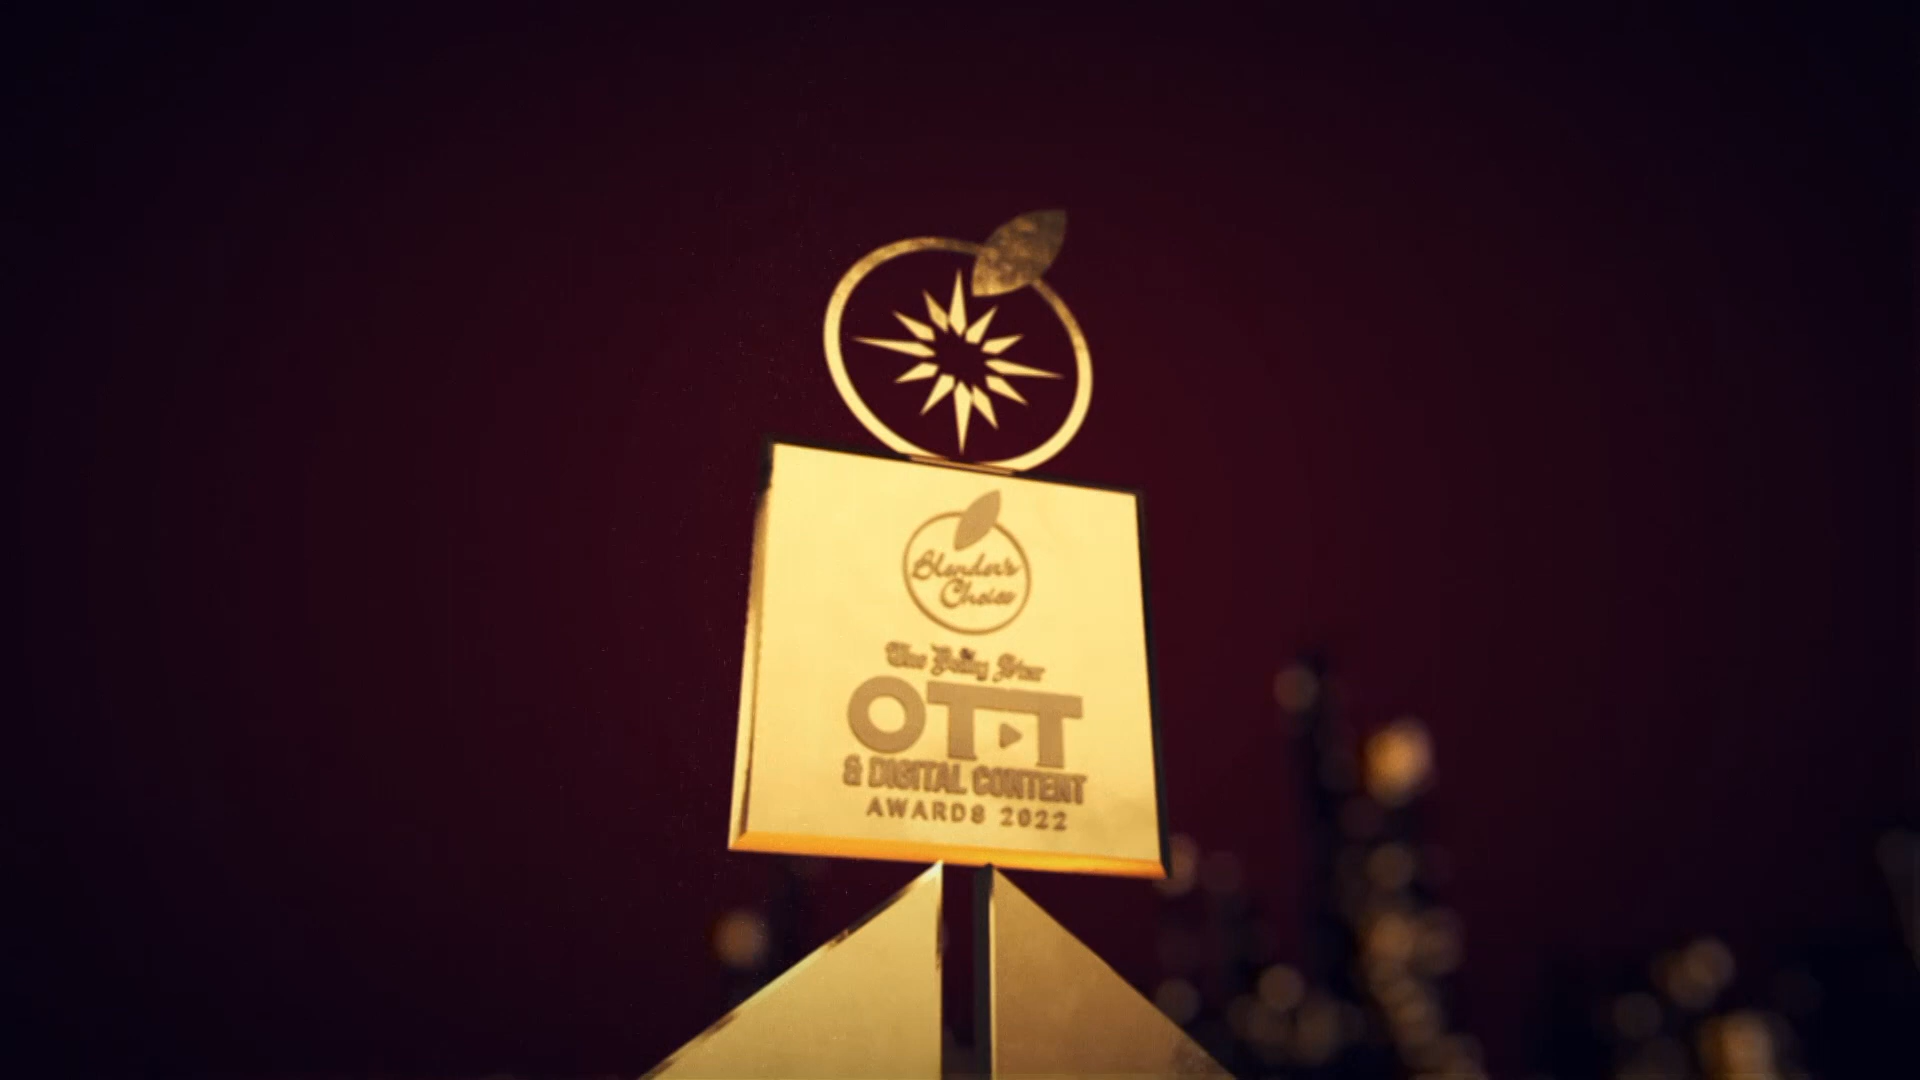 Blender's
Choice
The Daily Star
OTT
& DIGITAL CONTENT
AWARDS 2022